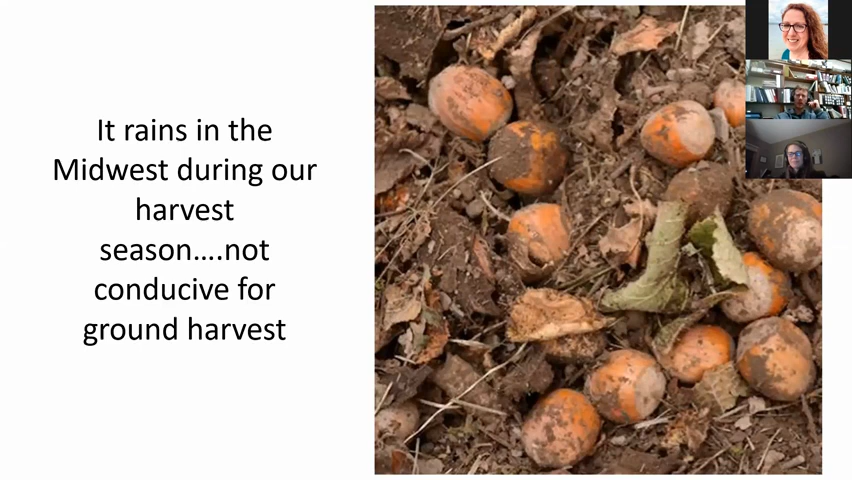 It rains in the
Midwest during our
harvest
season….not
conducive for
ground harvest